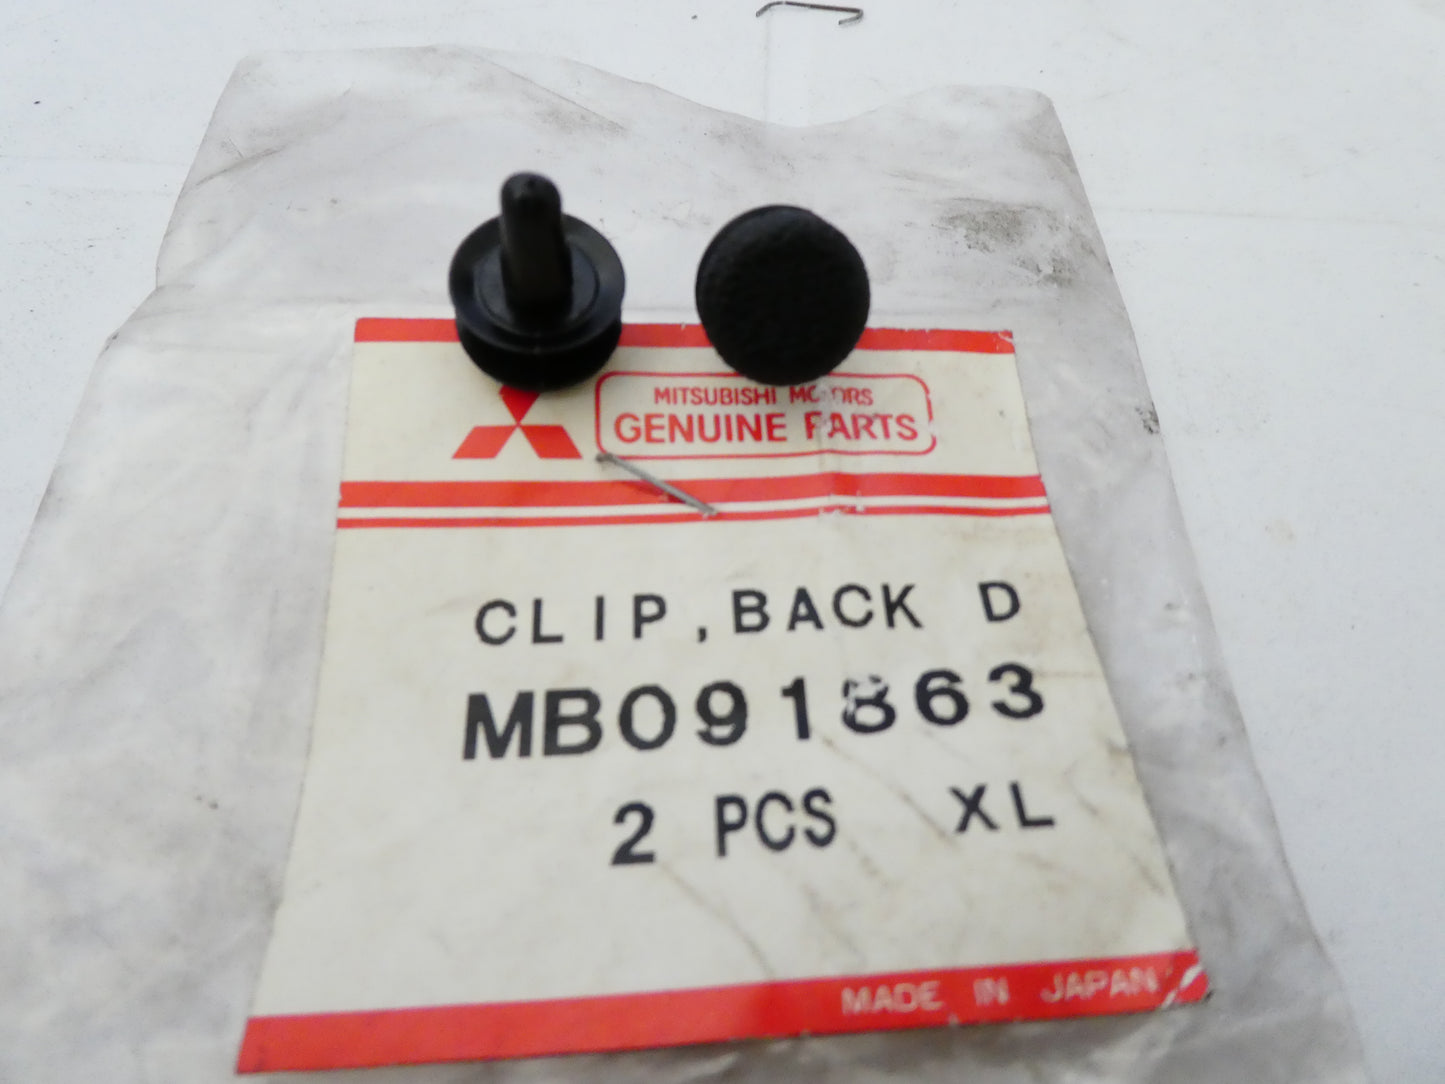 MITSUBISHI MOTORS
GENUINE PARTS
CLIP, BACK D
MB091863
2 PCS XL
MADE IN JAPAN